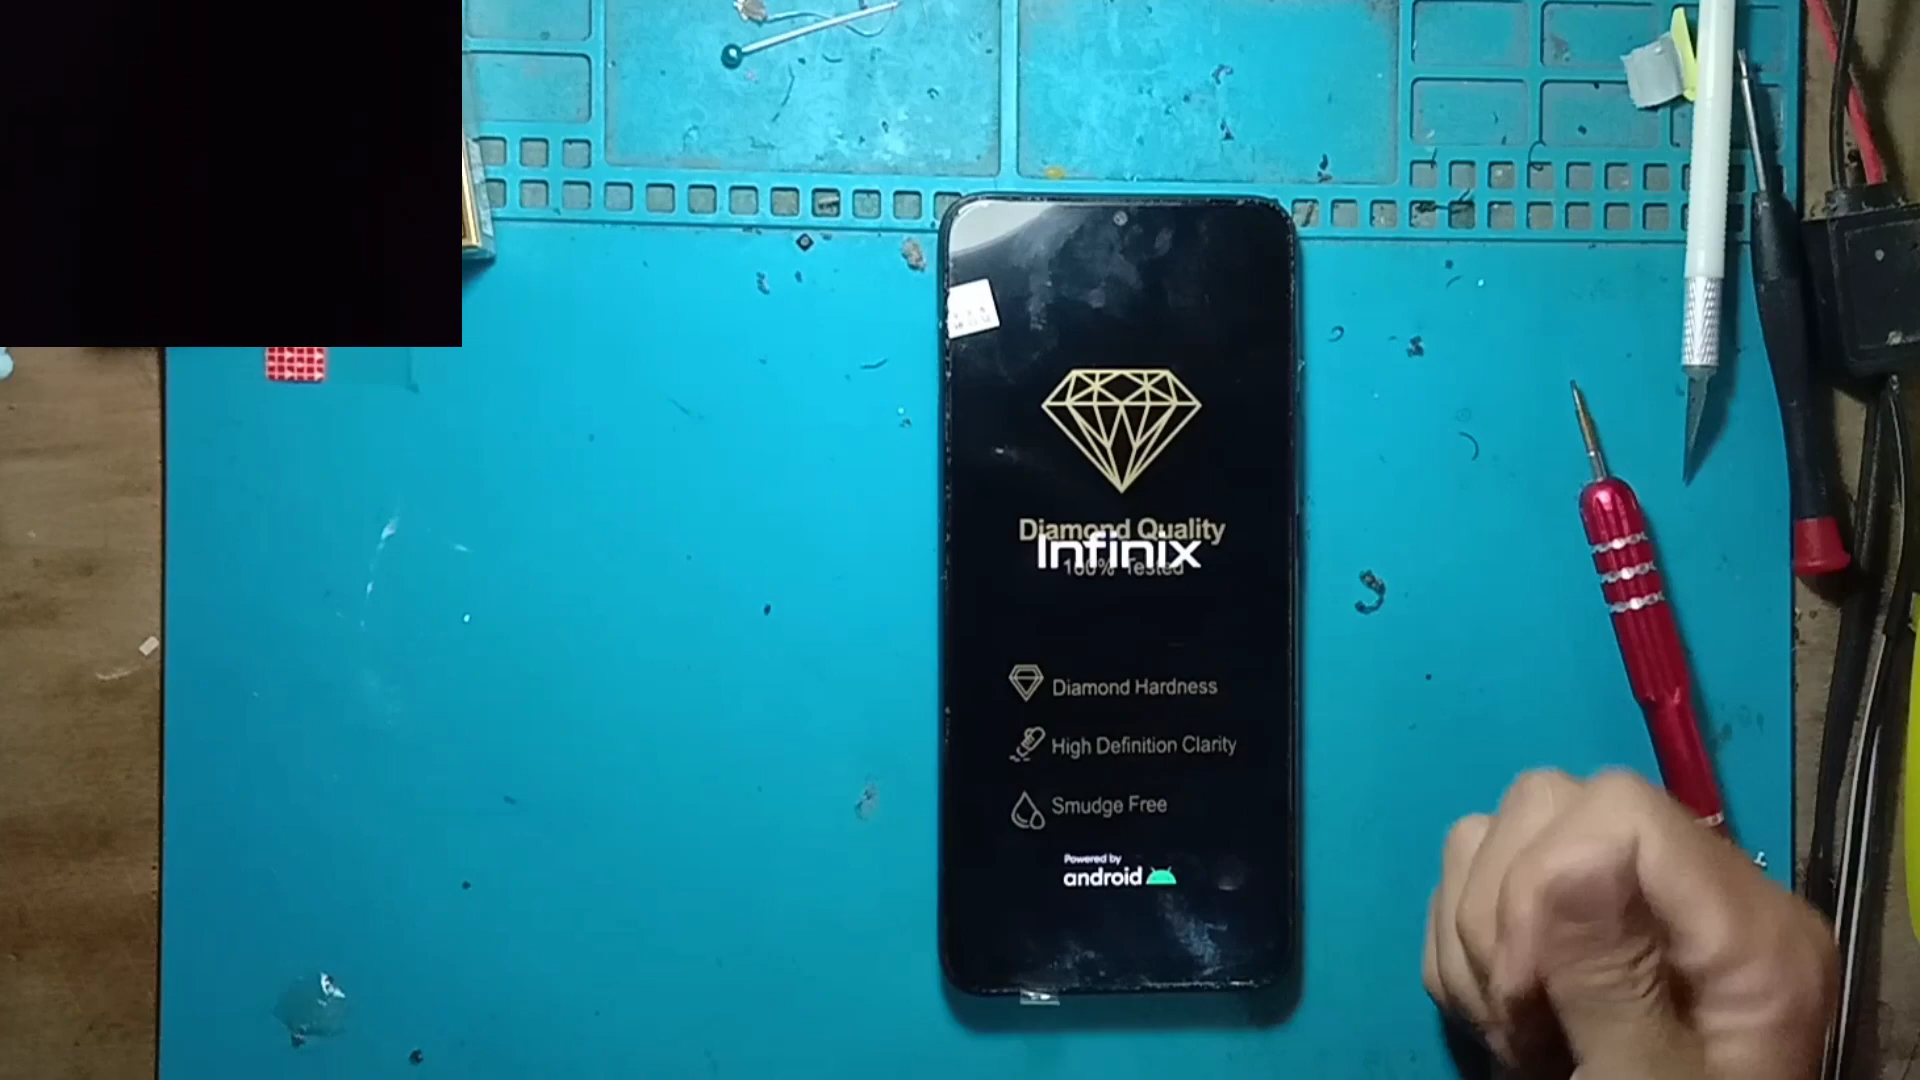 Diamond Quality
Infinix
100% Tested
Diamond Hardness
High Definition Clarity
Smudge Free
Powered by
android